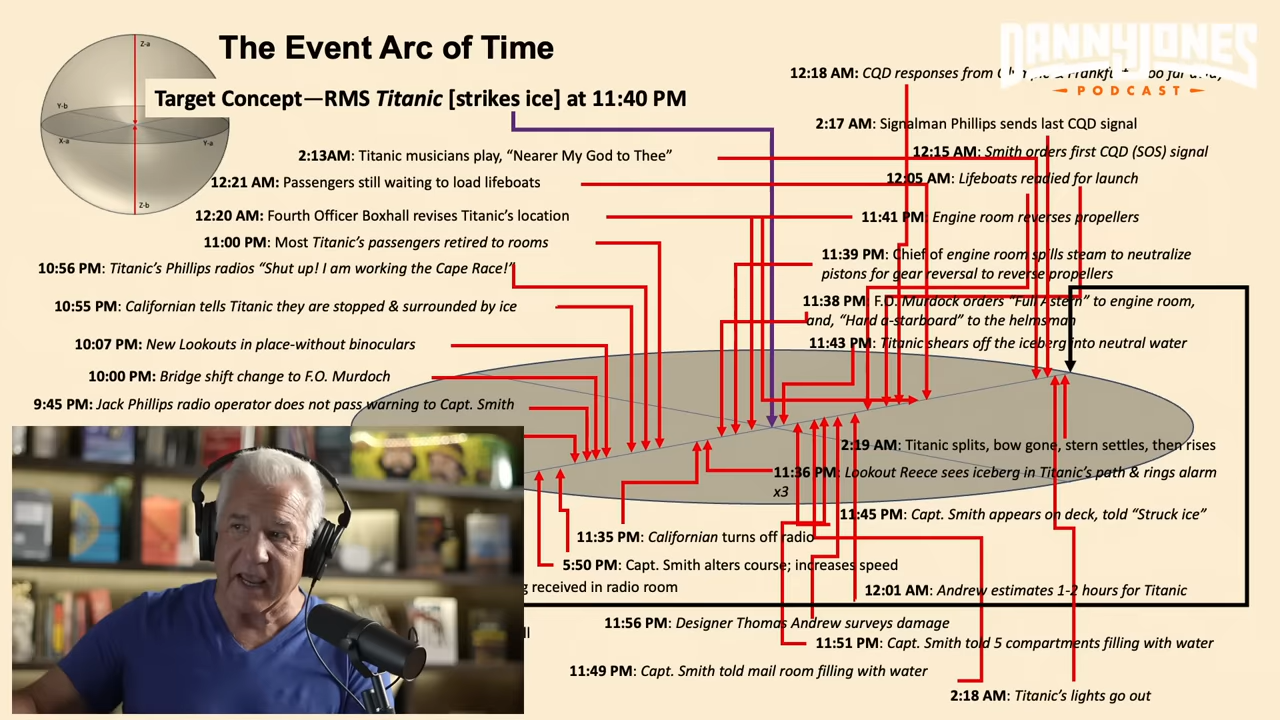 The Event Arc of Time
Target Concept—RMS Titanic [strikes ice] at 11:40 PM
Z-a
Y-b
X-a
Y-a
Z-b
DANNY JONES
PODCAST
12:18 AM: CQD responses from
2:17 AM: Signalman Phillips sends last CQD signal
2:13AM: Titanic musicians play, “Nearer My God to Thee”
12:15 AM: Smith orders first CQD (SOS) signal
12:21 AM: Passengers still waiting to load lifeboats
12:05 AM: Lifeboats readied for launch
12:20 AM: Fourth Officer Boxhall revises Titanic’s location
11:41 PM: Engine room reverses propellers
11:00 PM: Most Titanic’s passengers retired to rooms
11:39 PM: Chief of engine room spills steam to neutralize
pistons for gear reversal to reverse propellers
10:56 PM: Titanic’s Phillips radios “Shut up! I am working the Cape Race!”
10:55 PM: Californian tells Titanic they are stopped & surrounded by ice
11:38 PM: F.O. Murdock orders “Full Astern” to engine room,
and, “Hard a-starboard” to the helmsman
10:07 PM: New Lookouts in place-without binoculars
11:43 PM: Titanic shears off the iceberg into neutral water
10:00 PM: Bridge shift change to F.O. Murdoch
9:45 PM: Jack Phillips radio operator does not pass warning to Capt. Smith
2:19 AM: Titanic splits, bow gone, stern settles, then rises
11:36 PM: Lookout Reece sees iceberg in Titanic’s path & rings alarm
x3
11:45 PM: Capt. Smith appears on deck, told “Struck ice”
11:35 PM: Californian turns off radio
5:50 PM: Capt. Smith alters course; increases speed
received in radio room
12:01 AM: Andrew estimates 1-2 hours for Titanic
11:56 PM: Designer Thomas Andrew surveys damage
11:51 PM: Capt. Smith told 5 compartments filling with water
11:49 PM: Capt. Smith told mail room filling with water
2:18 AM: Titanic’s lights go out